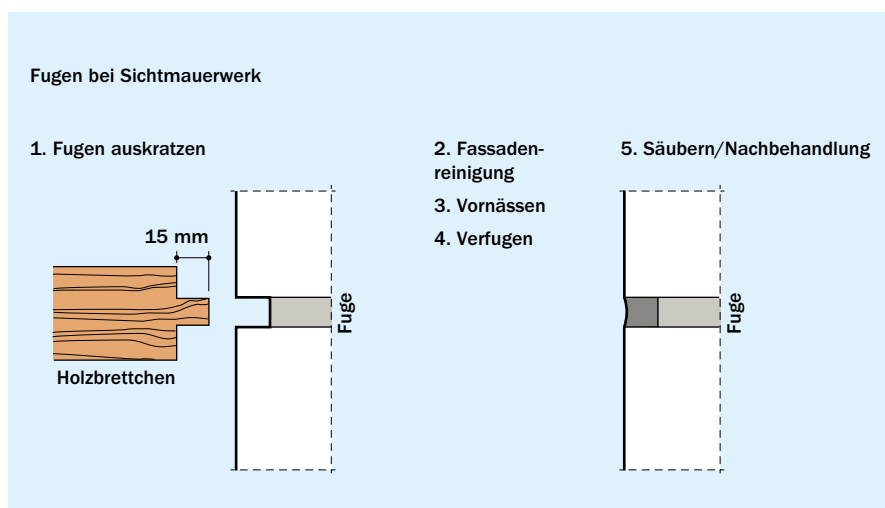 Fugen bei Sichtmauerwerk
1. Fugen auskratzen
15 mm
Holzbrettchen
Fuge
2. Fassaden-
reinigung
3. Vornässen
4. Verfugen
5. Säubern/Nachbehandlung
Fuge